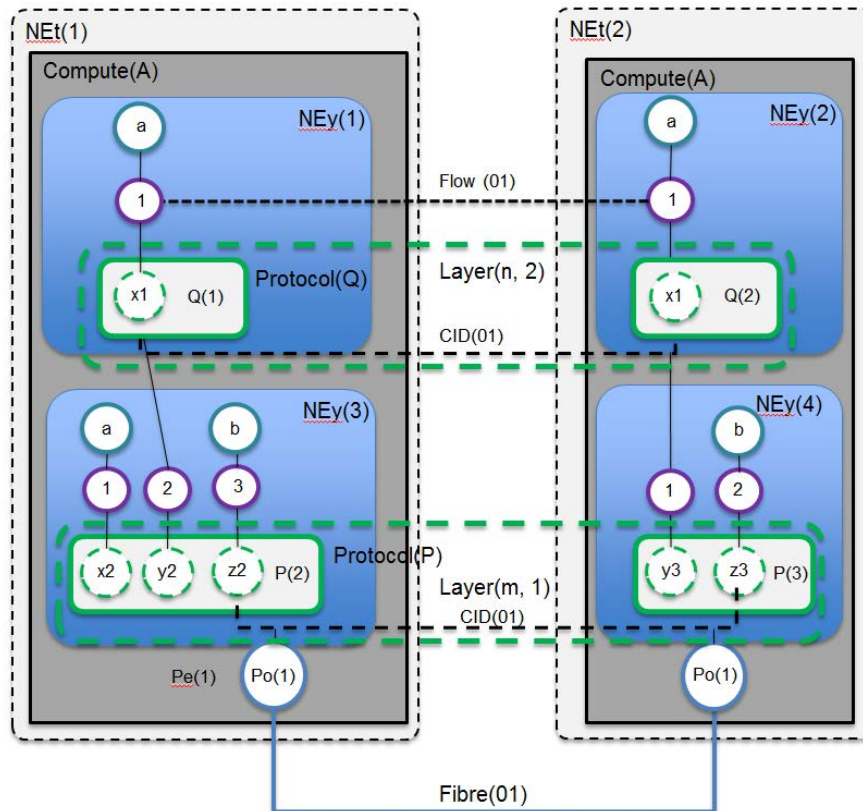 NEt(1)
NEt(2)
Compute(A)
Compute(A)
NEy(1)
NEy(2)
a
a
1
Flow (01)
1
Protocol(Q)
Layer(n, 2)
x1
Q(1)
x1
Q(2)
CID(01)
NEy(3)
NEy(4)
a
b
b
1
2
3
1
2
Protocol(P)
x2
y2
z2
P(2)
y3
z3
P(3)
Layer(m, 1)
CID(01)
Pe(1)
Po(1)
Po(1)
Fibre(01)